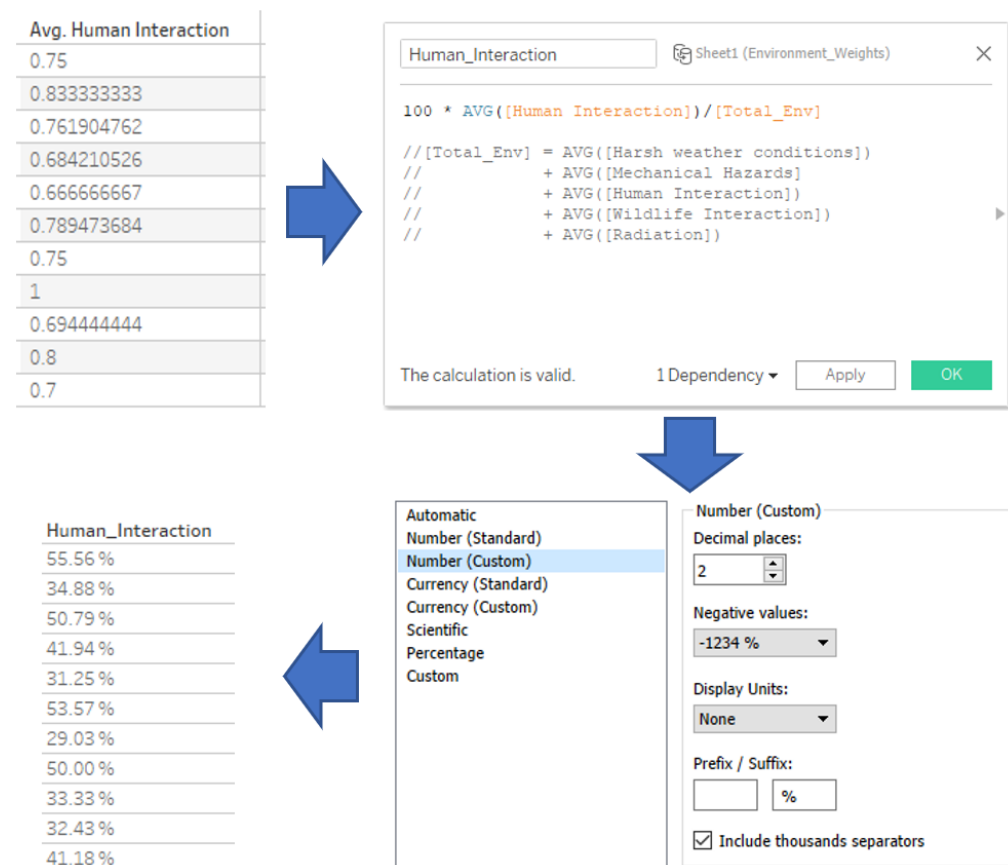 Avg. Human Interaction
0.75
0.833333333
0.761904762
0.684210526
0.666666667
0.789473684
0.75
1
0.694444444
0.8
0.7
Human_Interaction
Sheet1 (Environment_Weights)
100 * AVG([Human Interaction])/[Total_Env]
//[Total_Env] = AVG([Harsh weather conditions])
// + AVG([Mechanical Hazards]
// + AVG([Human Interaction])
// + AVG([Wildlife Interaction])
// + AVG([Radiation])
The calculation is valid.
1 Dependency
Apply
OK
Automatic
Number (Standard)
Number (Custom)
Currency (Standard)
Currency (Custom)
Scientific
Percentage
Custom
Number (Custom)
Decimal places:
2
Negative values:
-1234 %
Display Units:
None
Prefix / Suffix:
%
Include thousands separators
Human_Interaction
55.56 %
34.88 %
50.79 %
41.94 %
31.25 %
53.57 %
29.03 %
50.00 %
33.33 %
32.43 %
41.18 %